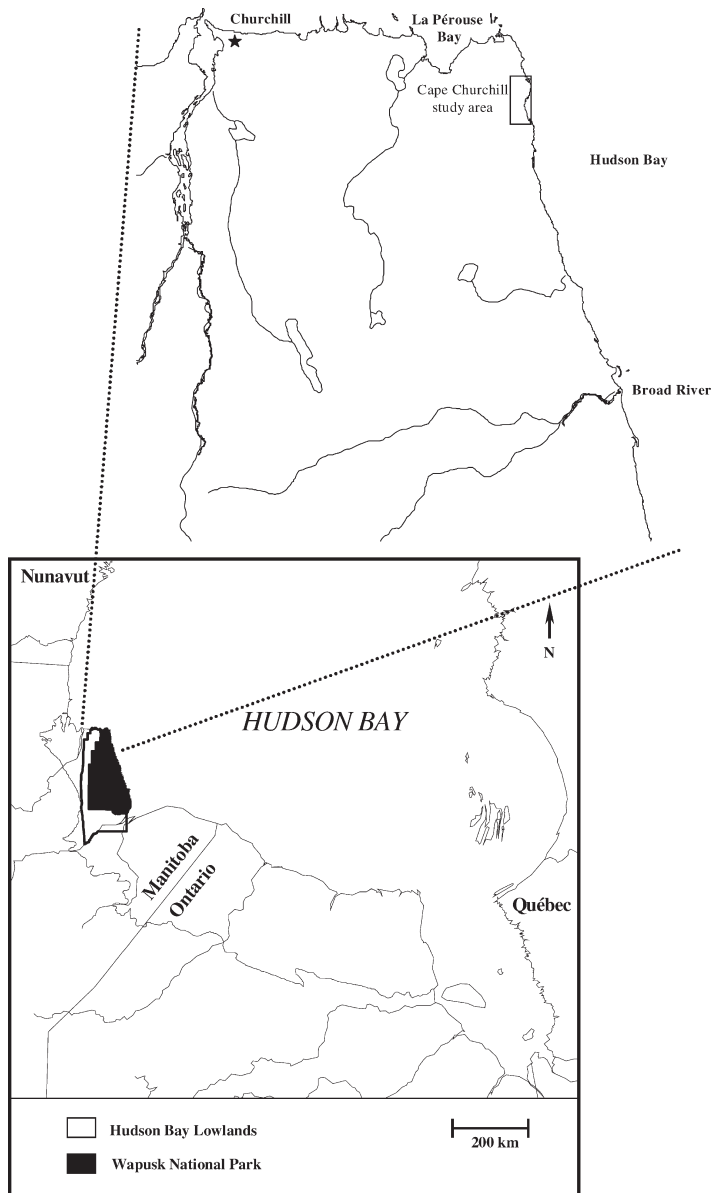 Churchill
La Pérouse
Bay
Cape Churchill
study area
Hudson Bay
Broad River
Nunavut
N
HUDSON BAY
Manitoba
Ontario
Québec
Hudson Bay Lowlands
200 km
Wapusk National Park